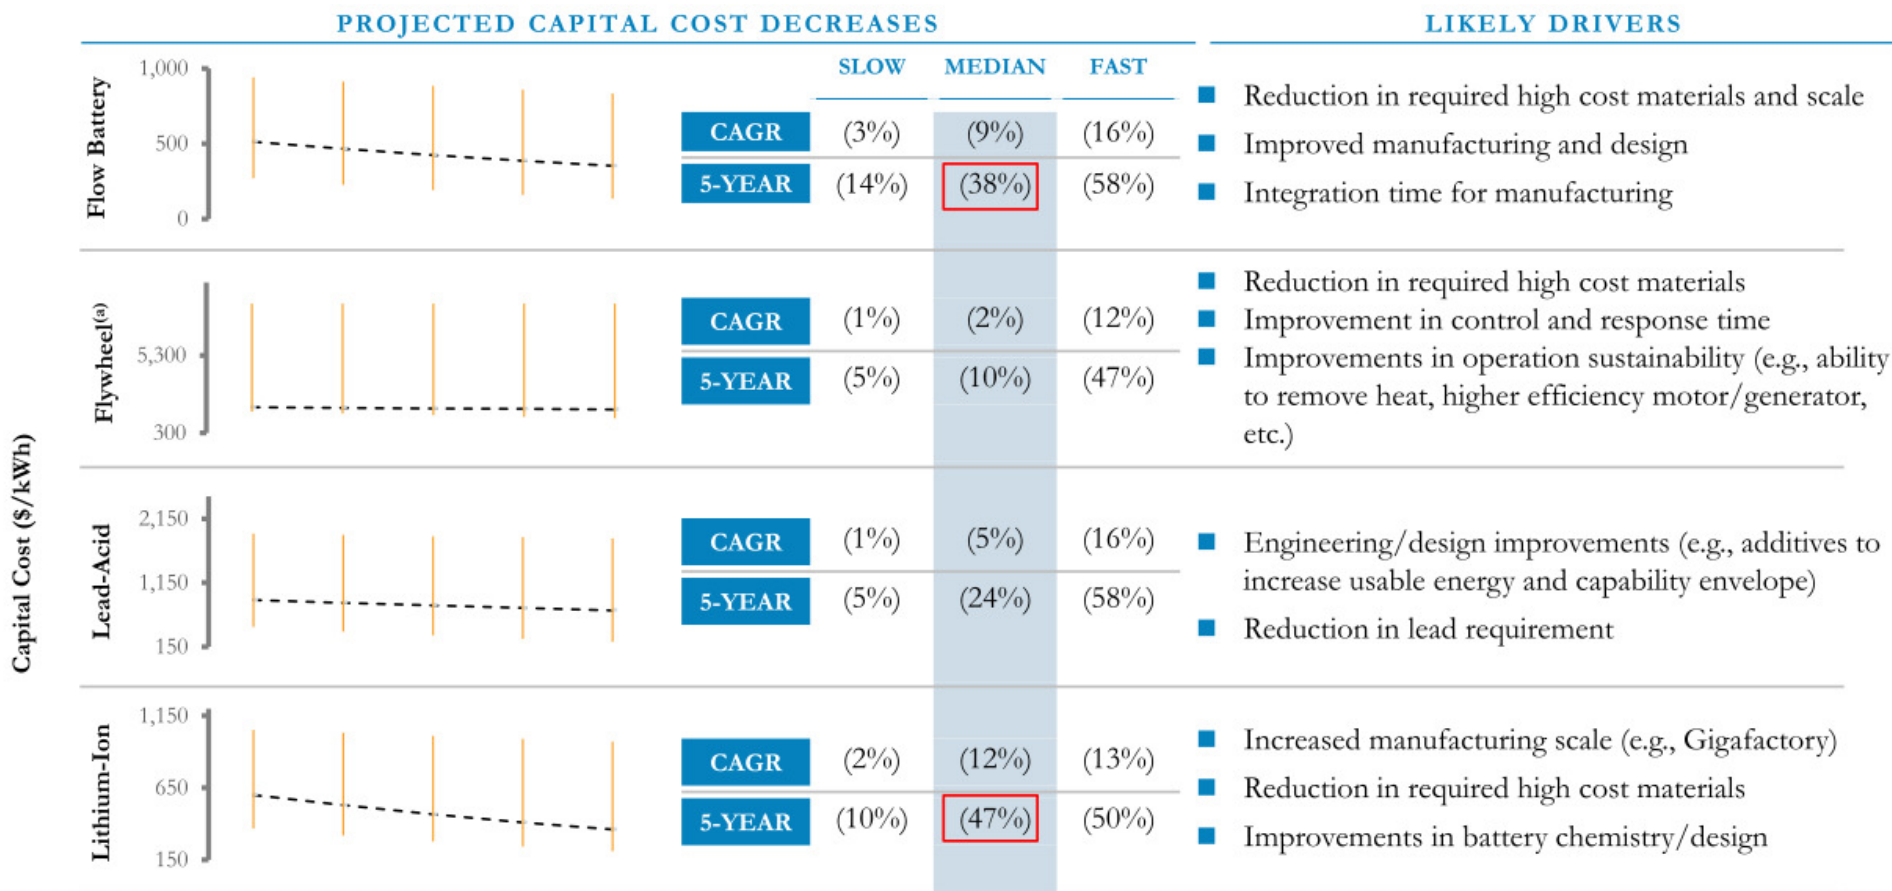 PROJECTED CAPITAL COST DECREASES
LIKELY DRIVERS
SLOW MEDIAN FAST
Capital Cost ($/kWh)
Flow Battery
1,000
500
0
CAGR (3%) (9%) (16%)
5-YEAR (14%) (38%) (58%)
■ Reduction in required high cost materials and scale
■ Improved manufacturing and design
■ Integration time for manufacturing
Flywheel(a)
5,300
300
CAGR (1%) (2%) (12%)
5-YEAR (5%) (10%) (47%)
■ Reduction in required high cost materials
■ Improvement in control and response time
■ Improvements in operation sustainability (e.g., ability
to remove heat, higher efficiency motor/generator,
etc.)
Lead-Acid
2,150
1,150
150
CAGR (1%) (5%) (16%)
5-YEAR (5%) (24%) (58%)
■ Engineering/design improvements (e.g., additives to
increase usable energy and capability envelope)
■ Reduction in lead requirement
Lithium-Ion
1,150
650
150
CAGR (2%) (12%) (13%)
5-YEAR (10%) (47%) (50%)
■ Increased manufacturing scale (e.g., Gigafactory)
■ Reduction in required high cost materials
■ Improvements in battery chemistry/design